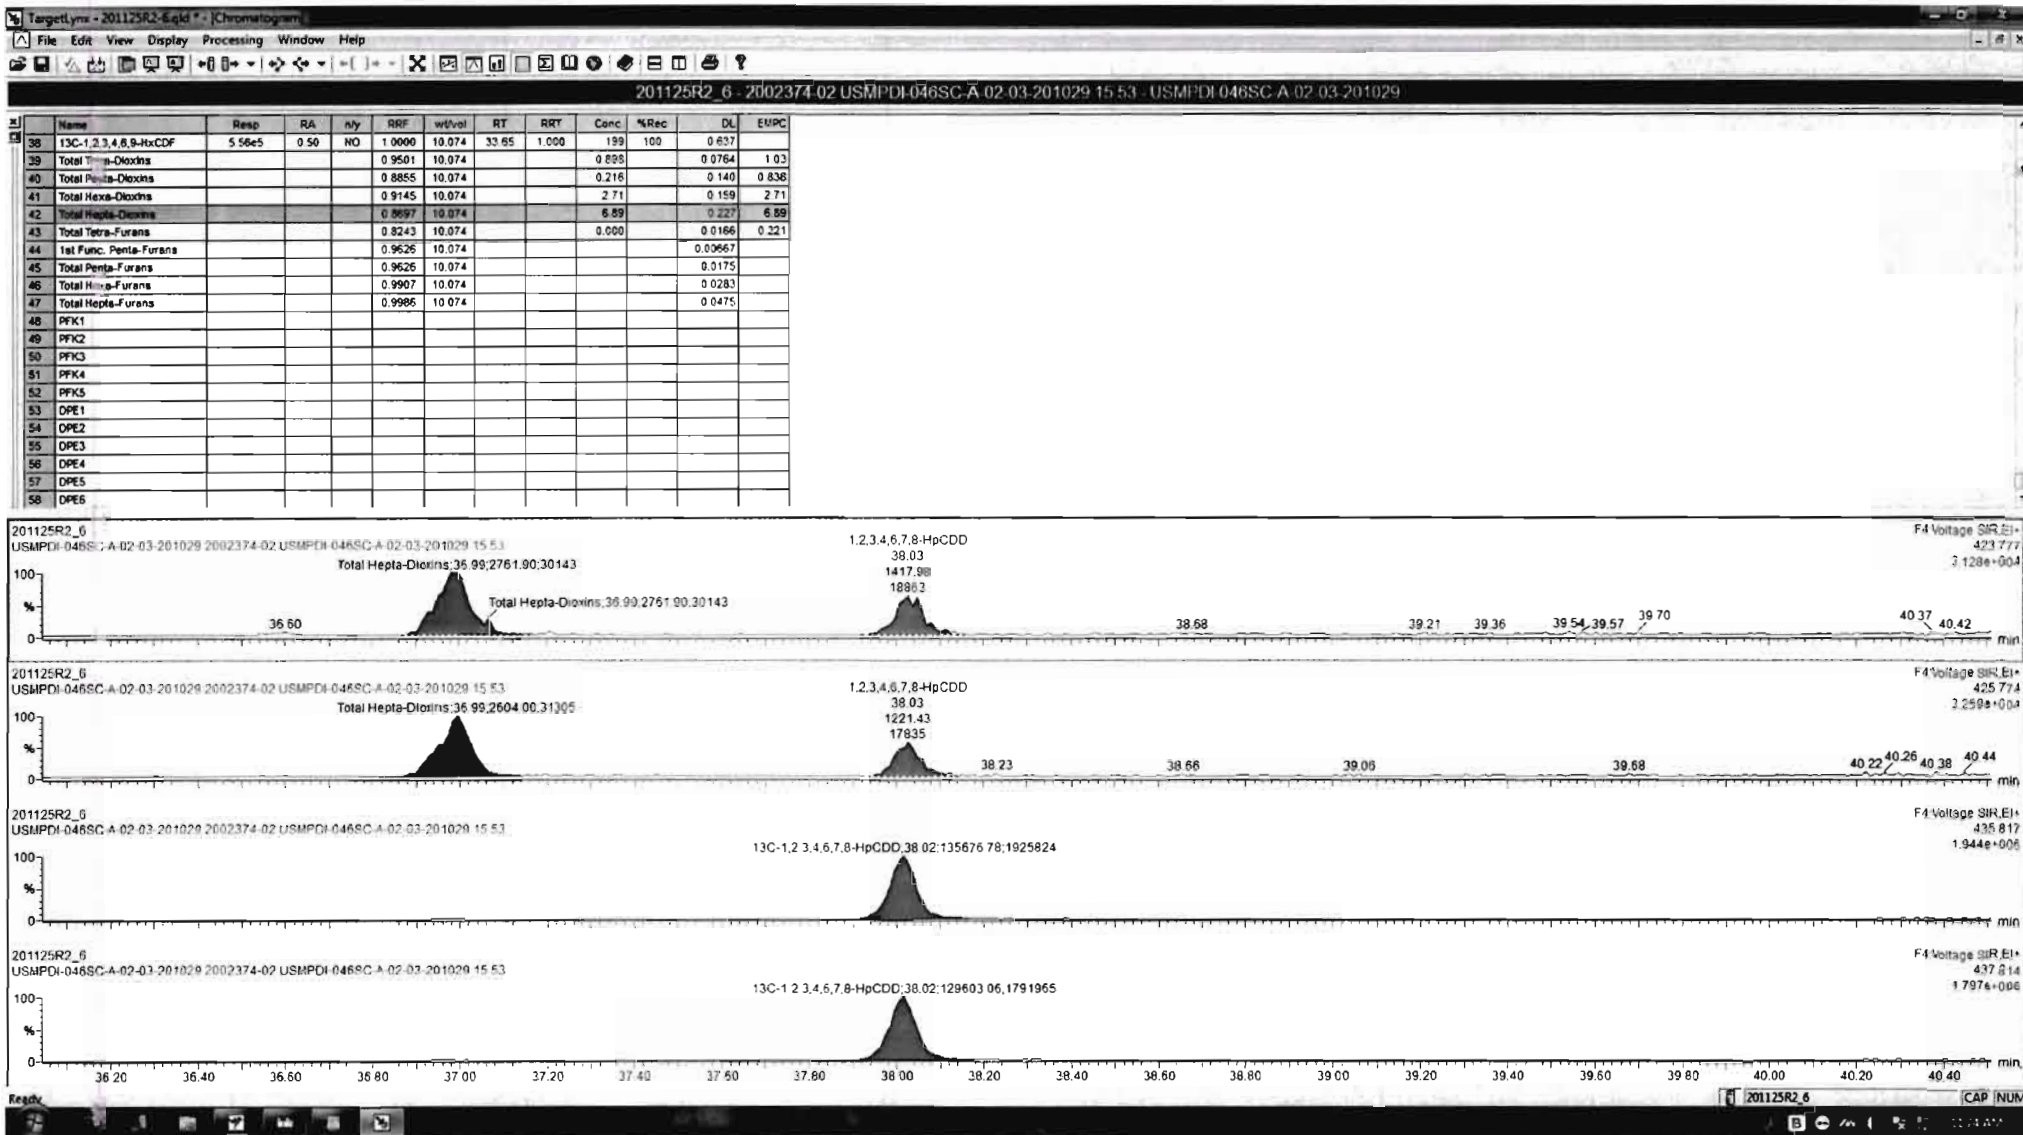 TargetLynx - 201125R2-6.qld * - [Chromatogram]
File Edit View Display Processing Window Help
201125R2_6 - 2002374-02 USMPDI-046SC-A-02-03-201029 15.53 - USMPDI-046SC-A-02-03-201029
Name Resp RA n/y RRF wt/vol RT RRT Conc %Rec DL EMPC
38 13C-1,2,3,4,6,9-HxCDF 5.56e5 0.50 NO 1.0000 10.074 33.65 1.000 199 100 0.637
39 Total Tetra-Dioxins 0.9501 10.074 0.898 0.0764 1.03
40 Total Penta-Dioxins 0.8855 10.074 0.216 0.140 0.836
41 Total Hexa-Dioxins 0.9145 10.074 2.71 0.159 2.71
42 Total Hepta-Dioxins 0.8697 10.074 6.89 0.227 6.89
43 Total Tetra-Furans 0.8243 10.074 0.000 0.0166 0.221
44 1st Func. Penta-Furans 0.9626 10.074 0.00667
45 Total Penta-Furans 0.9626 10.074 0.0175
46 Total Hexa-Furans 0.9907 10.074 0.0283
47 Total Hepta-Furans 0.9986 10.074 0.0475
48 PFK1
49 PFK2
50 PFK3
51 PFK4
52 PFK5
53 DPE1
54 DPE2
55 DPE3
56 DPE4
57 DPE5
58 DPE6
201125R2_6
USMPDI-046SC-A-02-03-201029 2002374-02 USMPDI-046SC-A-02-03-201029 15.53
F4:Voltage SIR,EI+
423.777
3.128e+004
1,2,3,4,6,7,8-HpCDD
38.03
1417.98
18863
Total Hepta-Dioxins;36.99;2761.90;30143
Total Hepta-Dioxins;36.99;2761.90;30143
100
%
0
36.60 38.68 39.21 39.36 39.54 39.57 39.70 40.37 40.42
min
201125R2_6
USMPDI-046SC-A-02-03-201029 2002374-02 USMPDI-046SC-A-02-03-201029 15.53
F4:Voltage SIR,EI+
425.774
3.259e+004
1,2,3,4,6,7,8-HpCDD
38.03
1221.43
17835
Total Hepta-Dioxins;36.99;2604.00;31305
100
%
0
38.23 38.66 39.06 39.68 40.22 40.26 40.38 40.44
min
201125R2_6
USMPDI-046SC-A-02-03-201029 2002374-02 USMPDI-046SC-A-02-03-201029 15.53
F4:Voltage SIR,EI+
435.817
1.944e+006
13C-1,2,3,4,6,7,8-HpCDD;38.02;135676.78;1925824
100
%
0
min
201125R2_6
USMPDI-046SC-A-02-03-201029 2002374-02 USMPDI-046SC-A-02-03-201029 15.53
F4:Voltage SIR,EI+
437.814
1.797e+006
13C-1,2,3,4,6,7,8-HpCDD;38.02;129603.06;1791965
100
%
0
min
36.20 36.40 36.60 36.80 37.00 37.20 37.40 37.60 37.80 38.00 38.20 38.40 38.60 38.80 39.00 39.20 39.40 39.60 39.80 40.00 40.20 40.40
Ready
201125R2_6 CAP NUM